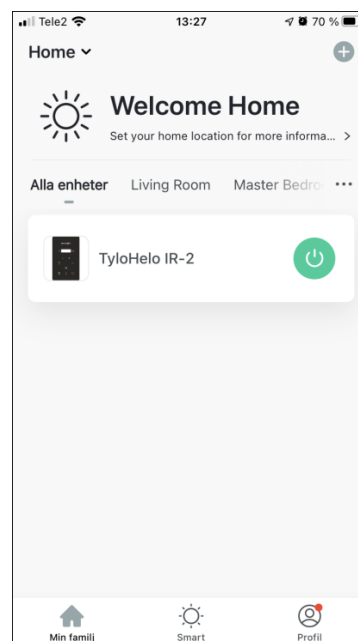 Tele2 13:27 70 %
Home
Welcome Home
Set your home location for more informa... >
Alla enheter Living Room Master Bedro ...
TyloHelo IR-2
Min familj Smart Profil